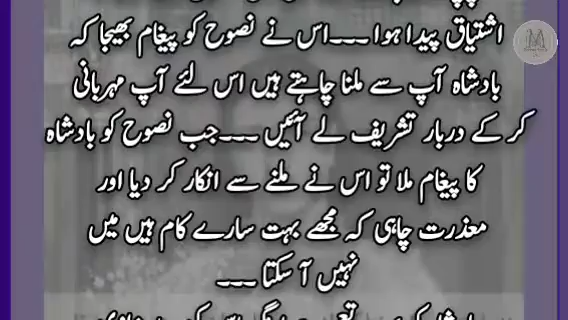 اشتیاق پیدا ہوا ۔۔۔اس نے نصوح کو پیغام بھیجا کہ
بادشاہ آپ سے ملنا چاہتے ہیں اس لئے آپ مہربانی
کر کے دربار تشریف لے آئیں ۔۔۔جب نصوح کو بادشاہ
کا پیغام ملا تو اس نے ملنے سے انکار کر دیا اور
معذرت چاہی کہ مجھے بہت سارے کام ہیں میں
نہیں آ سکتا ۔۔۔